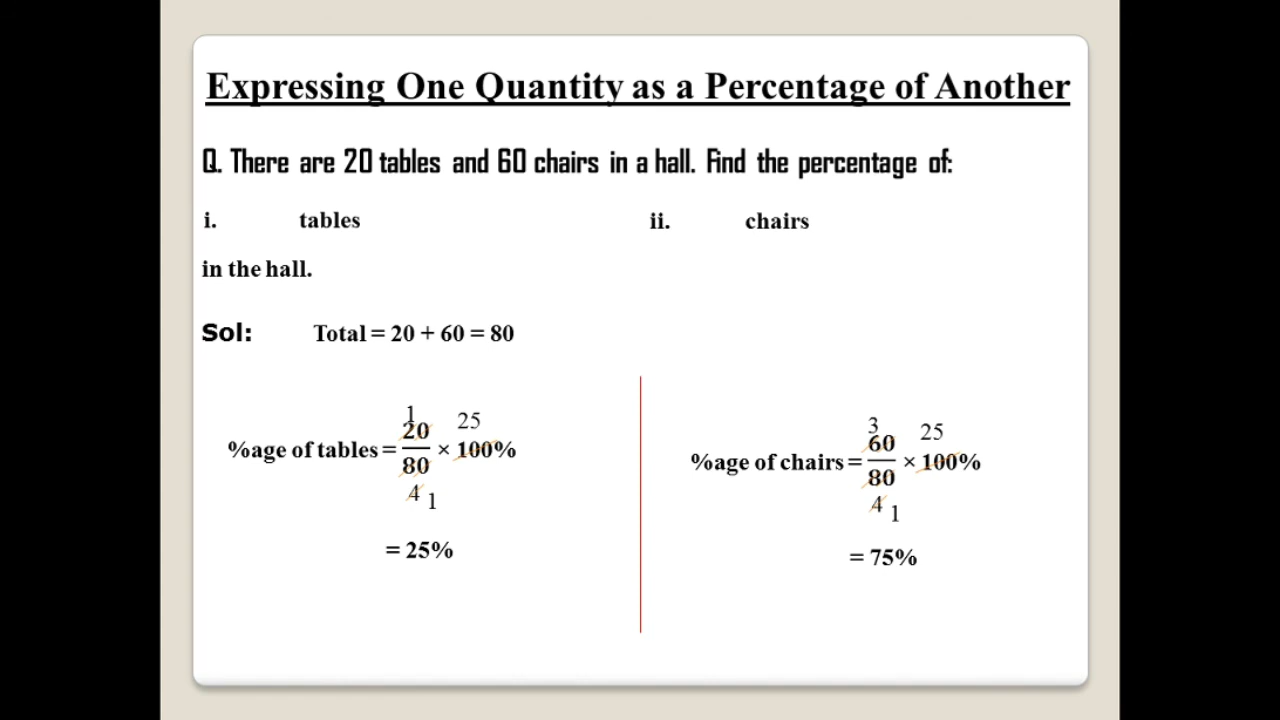 Expressing One Quantity as a Percentage of Another
Q. There are 20 tables and 60 chairs in a hall. Find the percentage of:
i. tables ii. chairs
in the hall.
Sol: Total = 20 + 60 = 80
1
20 25
%age of tables = × 100%
80
4 1
= 25%
3
60 25
%age of chairs = × 100%
80
4 1
= 75%